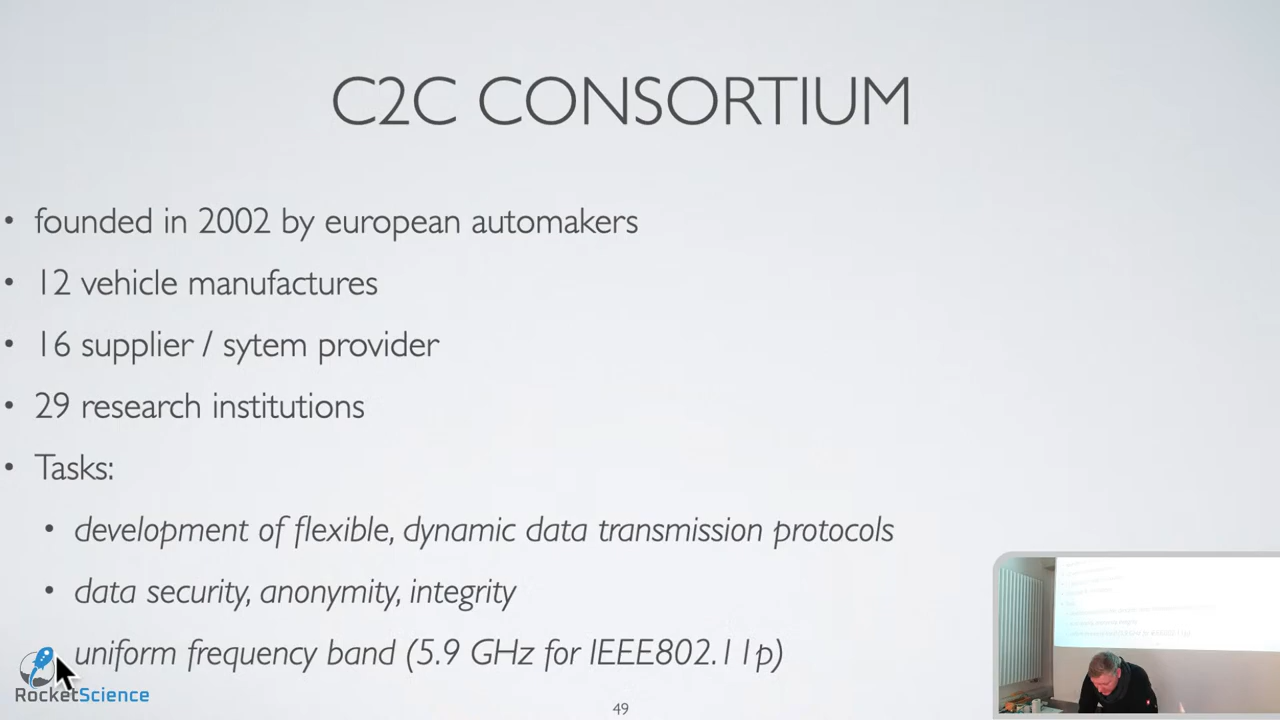 C2C CONSORTIUM
• founded in 2002 by european automakers
• 12 vehicle manufactures
• 16 supplier / sytem provider
• 29 research institutions
• Tasks:
• development of flexible, dynamic data transmission protocols
• data security, anonymity, integrity
uniform frequency band (5.9 GHz for IEEE802.11p)
RocketScience
49